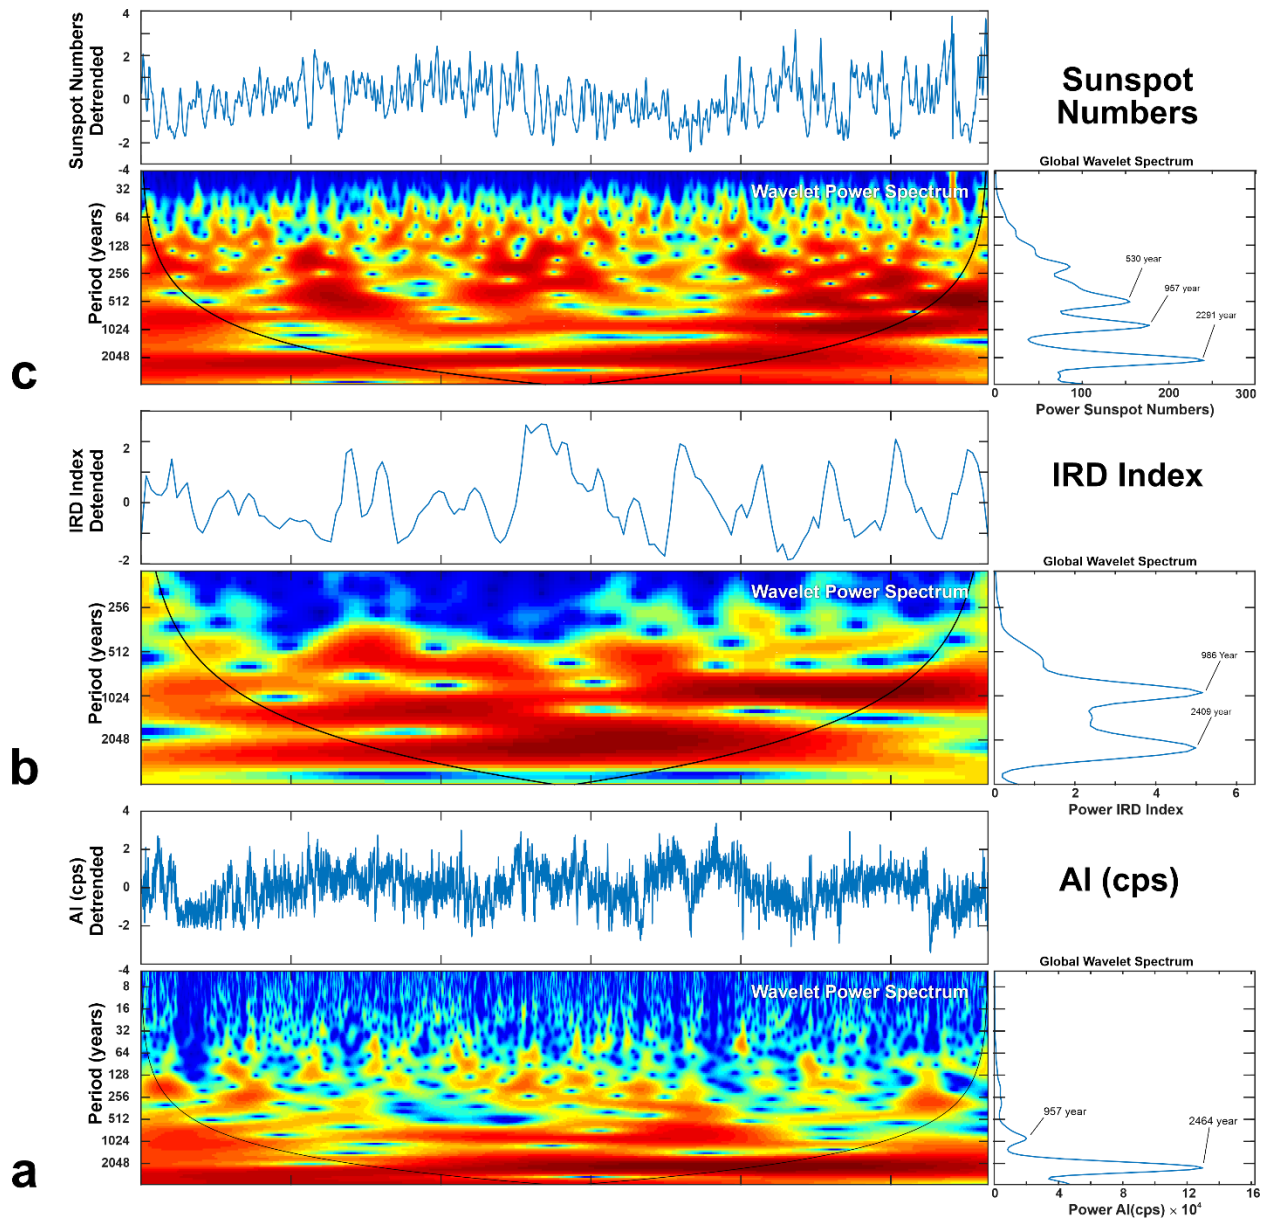 Sunspot Numbers
Detrended
4
2
0
-2
-4
Sunspot
Numbers
Wavelet Power Spectrum
Period (years)
32
64
128
256
512
1024
2048
c
Global Wavelet Spectrum
530 year
957 year
2291 year
0
50
100
150
200
300
Power Sunspot Numbers)
IRD Index
Detended
2
0
-2
IRD Index
Wavelet Power Spectrum
Period (years)
256
512
1024
2048
b
Global Wavelet Spectrum
986 Year
2409 year
0
2
4
6
Power IRD Index
Al (cps)
Detrended
4
2
0
-2
-4
Al (cps)
Wavelet Power Spectrum
Period (years)
8
16
32
64
128
256
512
1024
2048
a
Global Wavelet Spectrum
957 year
2464 year
0
4
8
12
16
Power Al(cps) × 10⁴